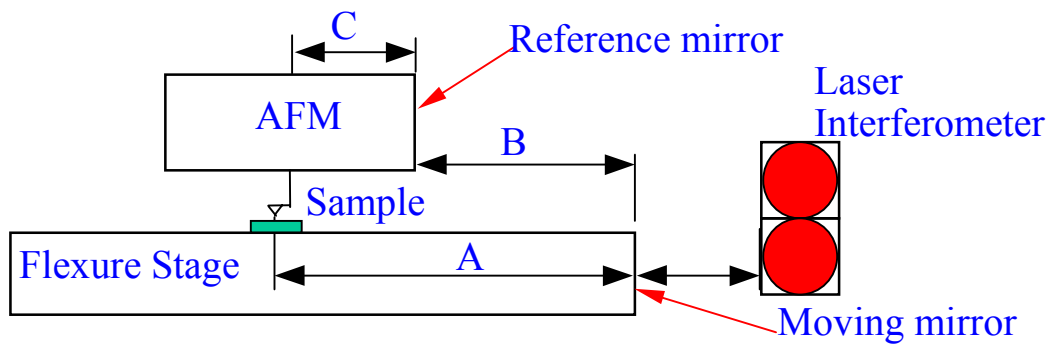 C
Reference mirror
AFM
Laser
Interferometer
B
Sample
Flexure Stage
A
Moving mirror